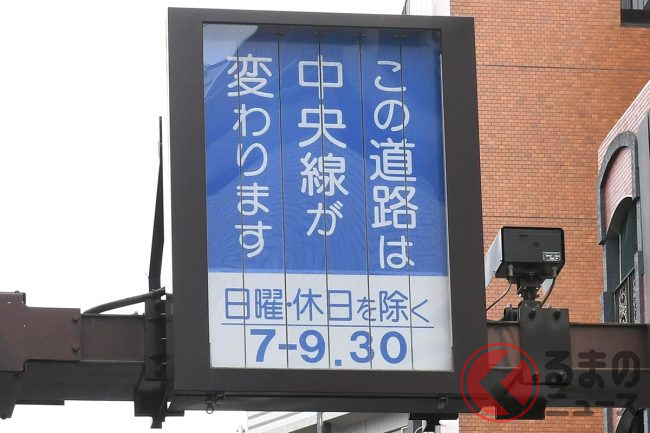 この道路は
中央線が
変わります
日曜・休日を除く
7-9.30
くるまの
ニュース